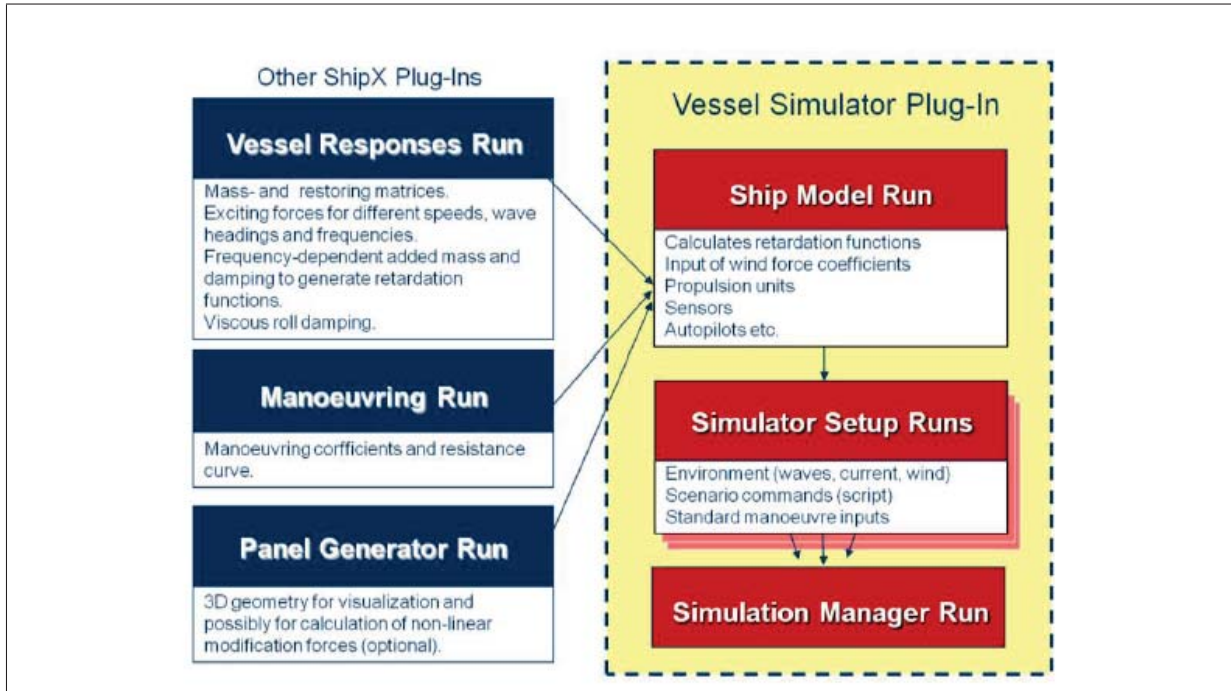 Other ShipX Plug-Ins
Vessel Responses Run
Mass- and restoring matrices.
Exciting forces for different speeds, wave
headings and frequencies.
Frequency-dependent added mass and
damping to generate retardation
functions.
Viscous roll damping.
Manoeuvring Run
Manoeuvring corfficients and resistance
curve.
Panel Generator Run
3D geometry for visualization and
possibly for calculation of non-linear
modification forces (optional).
Vessel Simulator Plug-In
Ship Model Run
Calculates retardation functions
Input of wind force coefficients
Propulsion units
Sensors
Autopilots etc.
Simulator Setup Runs
Environment (waves, current, wind)
Scenario commands (script)
Standard manoeuvre inputs
Simulation Manager Run